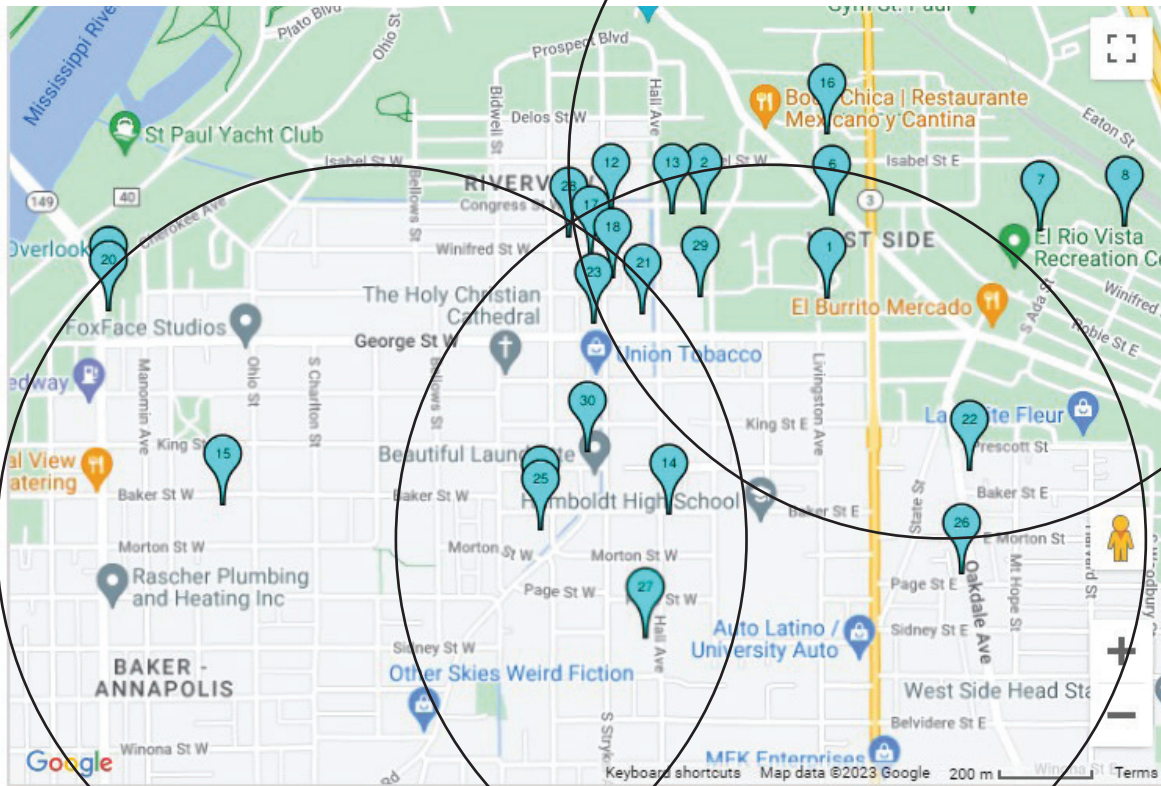 Plato Blvd
Ohio St
Prospect Blvd
Mississippi River
Bidwell St
Hall Ave
16
Restaurante
Mexicano y Cantina
St Paul Yacht Club
Delos St W
Eaton St
Isabel St W
12
13
2
6
Isabel St E
7
8
149
40
Cherokee Ave
Bellows St
28
Congress St W
17
3
18
Overlook
20
Winifred St W
23
21
29
1
WEST SIDE
El Rio Vista
Recreation Ce
Winifred
S Ada St
Robie St E
The Holy Christian
Cathedral
El Burrito Mercado
FoxFace Studios
George St W
Union Tobacco
Manomin Ave
Ohio St
S Charlton St
Bellows St
Livingston Ave
30
King St E
22
Prescott St
King St
15
Beautiful
14
25
Baker St W
Baker St W
Humboldt High School
Baker St E
Baker St E
State St
26
E Morton St
Morton St W
Morton St W
Morton St W
Rascher Plumbing
and Heating Inc
Page St W
27
St W
Hall Ave
Page St E
Oakdale Ave
Mt Hope St
Sidney St W
Auto Latino /
University Auto
Sidney St E
BAKER -
ANNAPOLIS
Other Skies Weird Fiction
West Side Head Sta
Belvidere St E
Winona St W
Google
MFK Enterprises
Keyboard shortcuts
Map data ©2023 Google
200 m
Terms